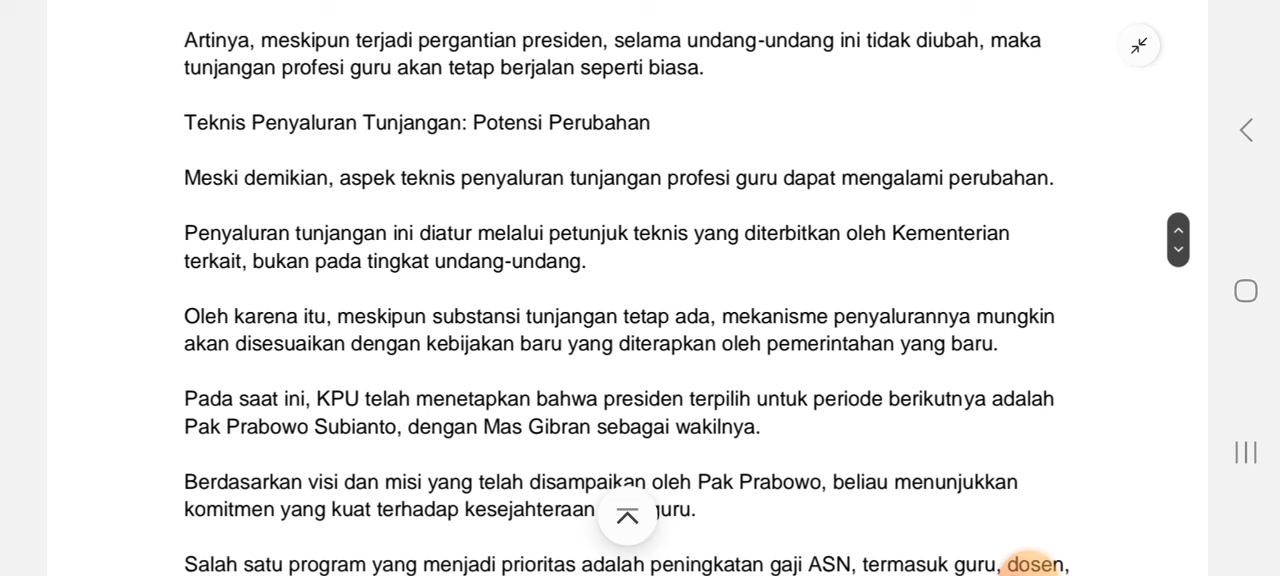 Artinya, meskipun terjadi pergantian presiden, selama undang-undang ini tidak diubah, maka
tunjangan profesi guru akan tetap berjalan seperti biasa.
Teknis Penyaluran Tunjangan: Potensi Perubahan
Meski demikian, aspek teknis penyaluran tunjangan profesi guru dapat mengalami perubahan.
Penyaluran tunjangan ini diatur melalui petunjuk teknis yang diterbitkan oleh Kementerian
terkait, bukan pada tingkat undang-undang.
Oleh karena itu, meskipun substansi tunjangan tetap ada, mekanisme penyalurannya mungkin
akan disesuaikan dengan kebijakan baru yang diterapkan oleh pemerintahan yang baru.
Pada saat ini, KPU telah menetapkan bahwa presiden terpilih untuk periode berikutnya adalah
Pak Prabowo Subianto, dengan Mas Gibran sebagai wakilnya.
Berdasarkan visi dan misi yang telah disampaikan oleh Pak Prabowo, beliau menunjukkan
komitmen yang kuat terhadap kesejahteraan guru.
Salah satu program yang menjadi prioritas adalah peningkatan gaji ASN, termasuk guru, dosen,